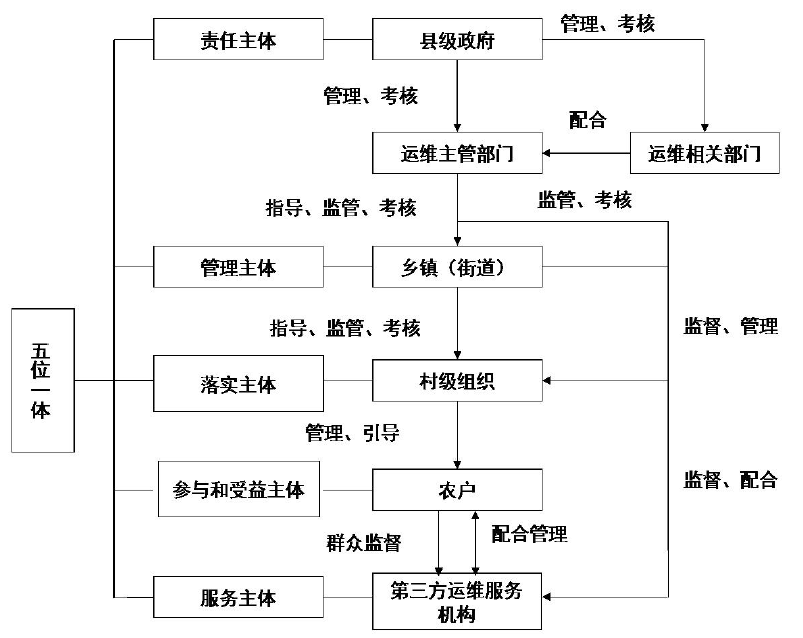 责任主体
县级政府
管理、考核
管理、考核
配合
运维主管部门
运维相关部门
指导、监管、考核
监管、考核
管理主体
乡镇（街道）
指导、监管、考核
监督、管理
五位一体
落实主体
村级组织
管理、引导
参与和受益主体
农户
监督、配合
群众监督
配合管理
服务主体
第三方运维服务
机构